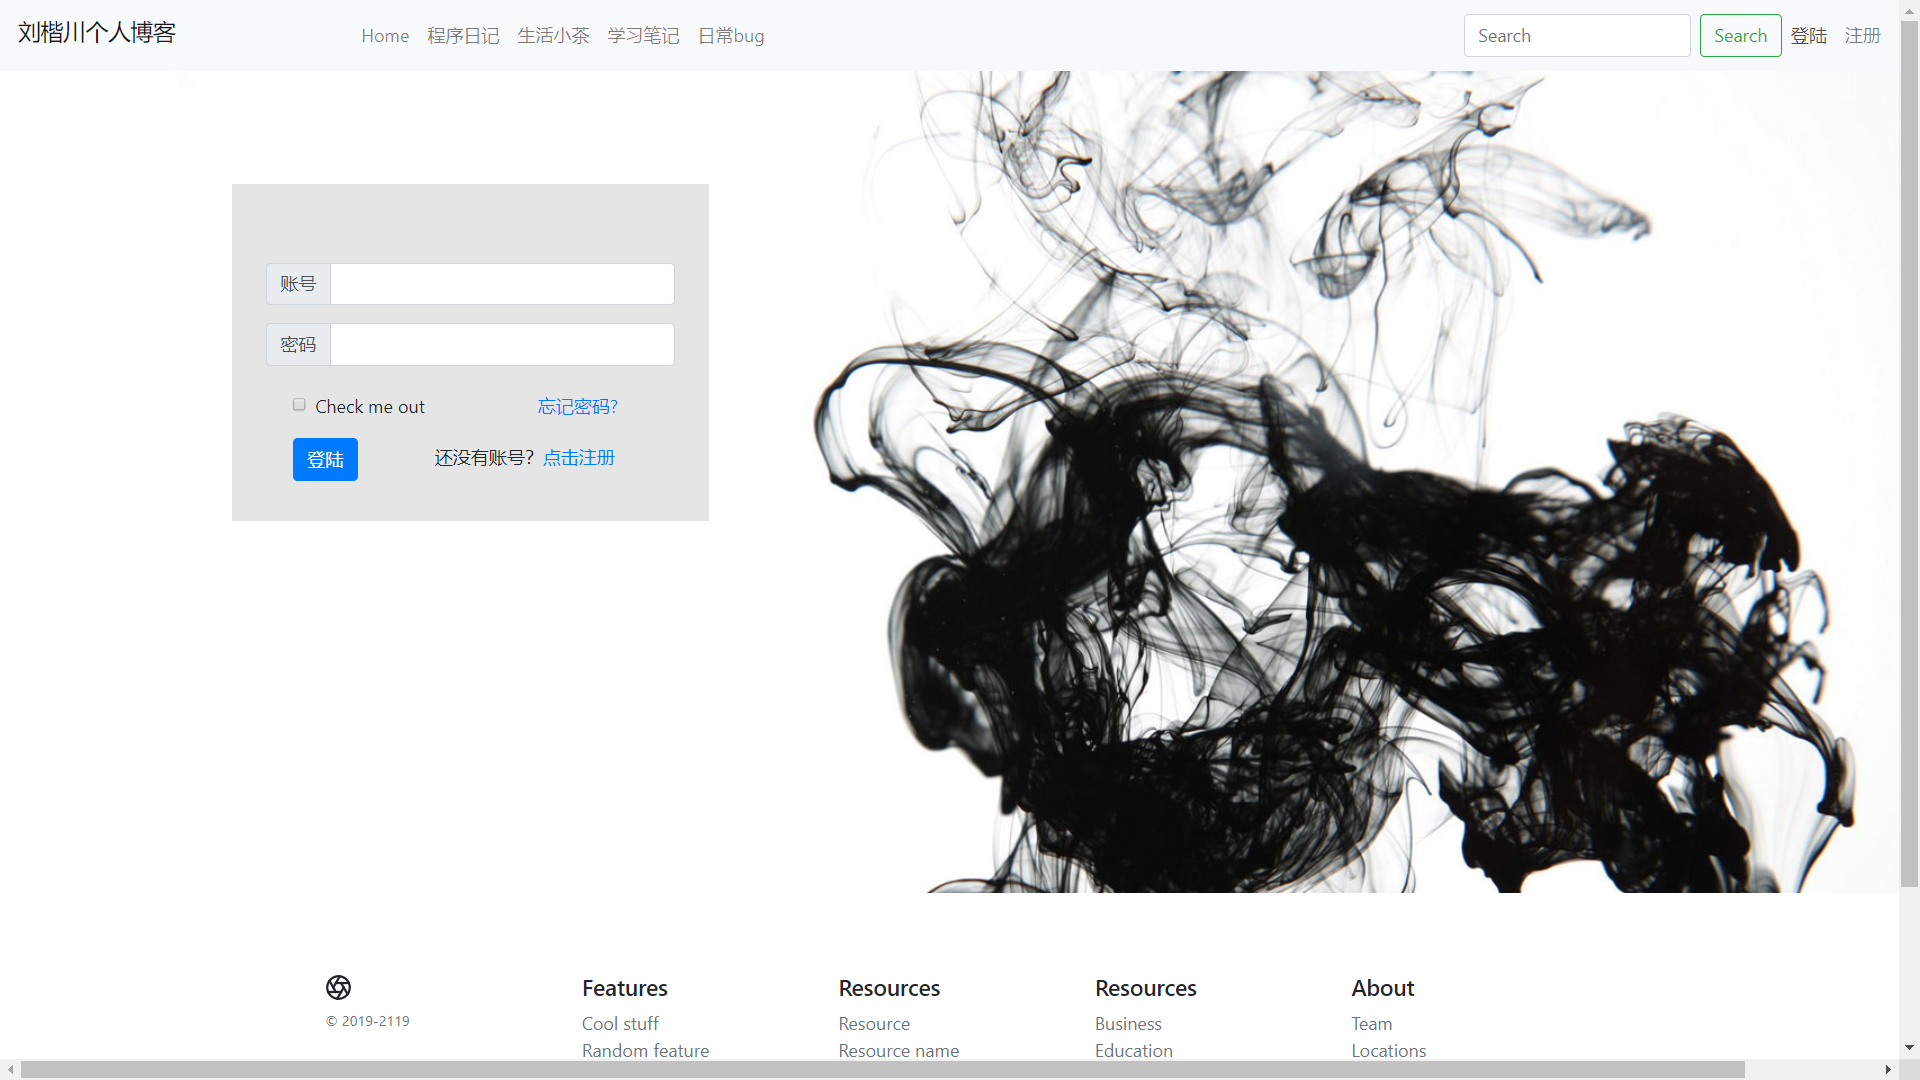 刘楷川个人博客
Home 程序日记 生活小茶 学习笔记 日常bug
Search Search 登陆 注册
账号
密码
Check me out 忘记密码?
登陆 还没有账号? 点击注册
© 2019-2119
Features
Cool stuff
Random feature
Resources
Resource
Resource name
Resources
Business
Education
About
Team
Locations